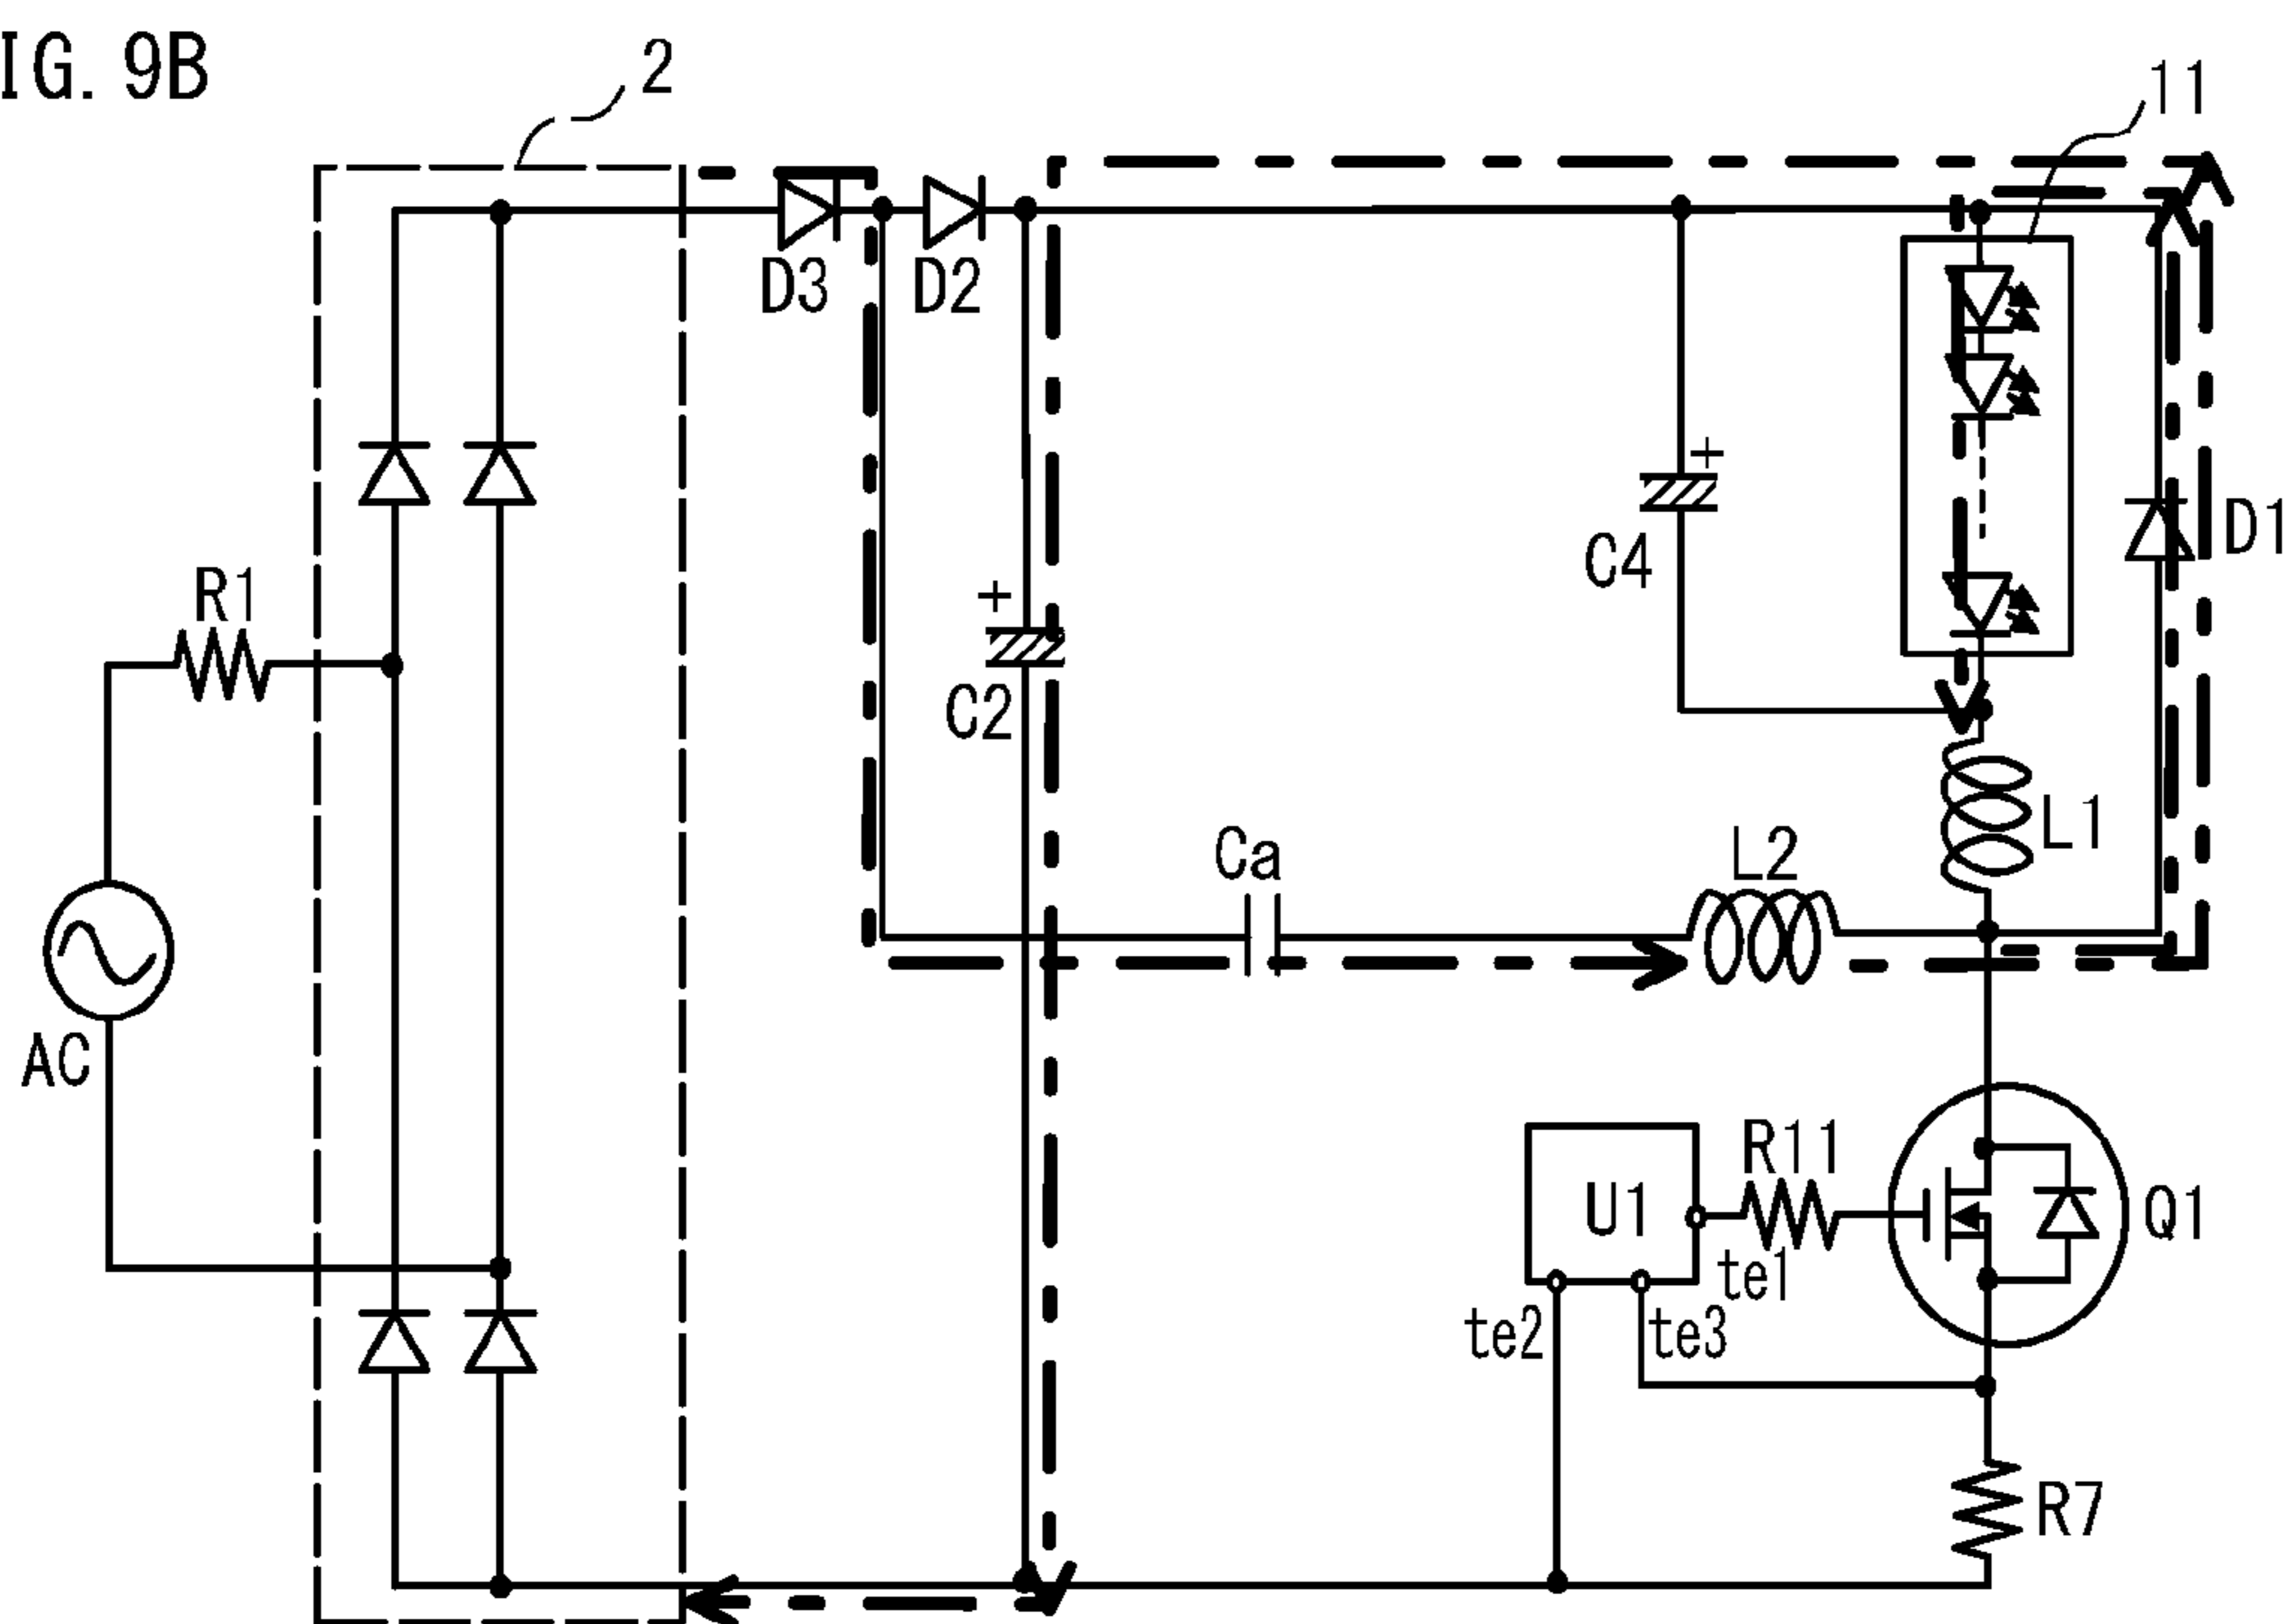 IG. 9B
2
11
D3
D2
R1
C4
D1
C2
L1
Ca
L2
AC
R11
U1
Q1
te1
te2
te3
R7
+
+